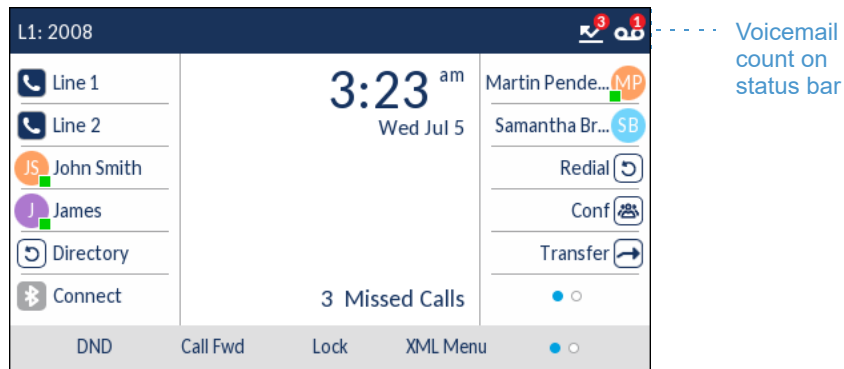 L1: 2008
3
1
Voicemail
count on
status bar
Line 1
Line 2
JS John Smith
J James
Directory
Connect
3:23 am
Wed Jul 5
3 Missed Calls
Martin Pende... MP
Samantha Br... SB
Redial
Conf
Transfer
DND Call Fwd Lock XML Menu